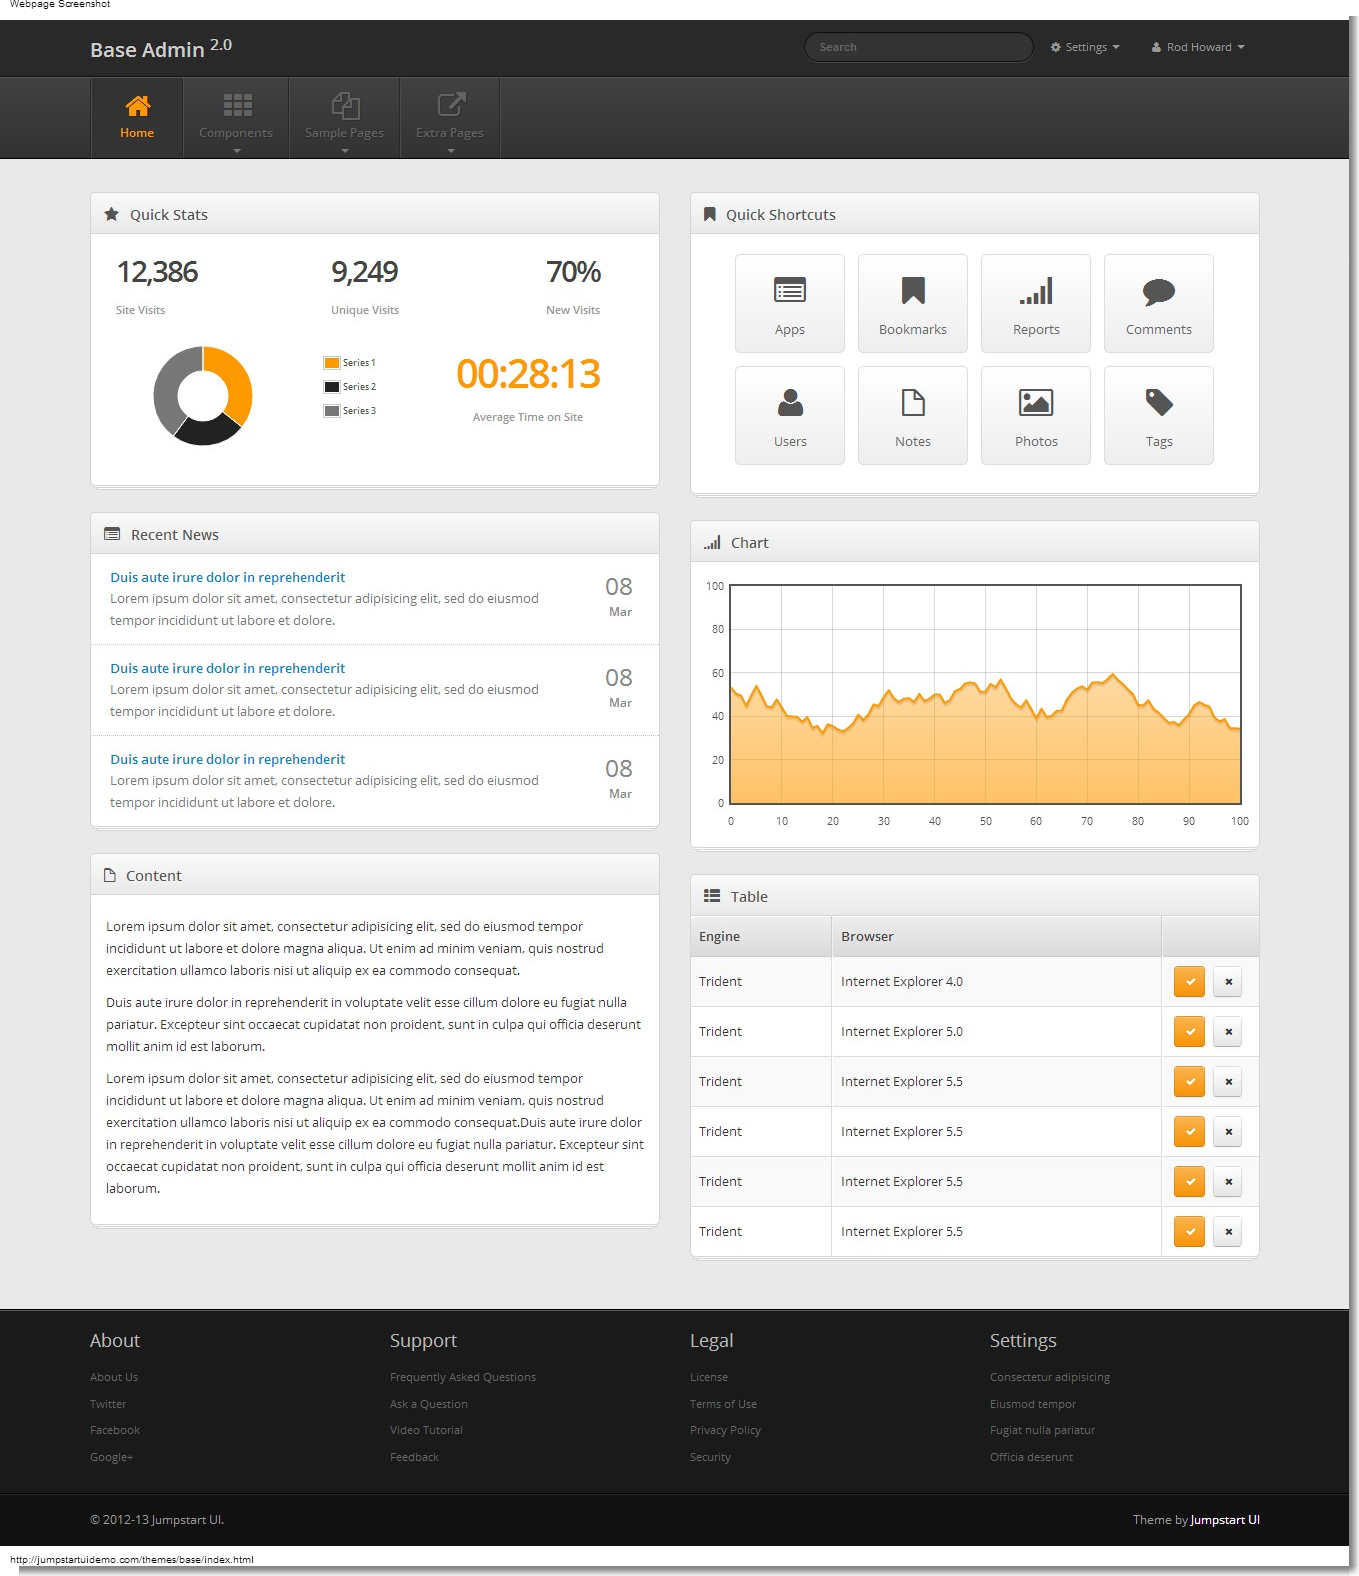 Webpage Screenshot
Base Admin 2.0
Search
Settings
Rod Howard
Home
Components
Sample Pages
Extra Pages
Quick Stats
12,386
9,249
70%
Site Visits
Unique Visits
New Visits
Series 1
Series 2
Series 3
00:28:13
Average Time on Site
Recent News
Duis aute irure dolor in reprehenderit
Lorem ipsum dolor sit amet, consectetur adipisicing elit, sed do eiusmod
tempor incididunt ut labore et dolore.
08
Mar
Duis aute irure dolor in reprehenderit
Lorem ipsum dolor sit amet, consectetur adipisicing elit, sed do eiusmod
tempor incididunt ut labore et dolore.
08
Mar
Duis aute irure dolor in reprehenderit
Lorem ipsum dolor sit amet, consectetur adipisicing elit, sed do eiusmod
tempor incididunt ut labore et dolore.
08
Mar
Content
Lorem ipsum dolor sit amet, consectetur adipisicing elit, sed do eiusmod tempor
incididunt ut labore et dolore magna aliqua. Ut enim ad minim veniam, quis nostrud
exercitation ullamco laboris nisi ut aliquip ex ea commodo consequat.
Duis aute irure dolor in reprehenderit in voluptate velit esse cillum dolore eu fugiat nulla
pariatur. Excepteur sint occaecat cupidatat non proident, sunt in culpa qui officia deserunt
mollit anim id est laborum.
Lorem ipsum dolor sit amet, consectetur adipisicing elit, sed do eiusmod tempor
incididunt ut labore et dolore magna aliqua. Ut enim ad minim veniam, quis nostrud
exercitation ullamco laboris nisi ut aliquip ex ea commodo consequat.Duis aute irure dolor
in reprehenderit in voluptate velit esse cillum dolore eu fugiat nulla pariatur. Excepteur sint
occaecat cupidatat non proident, sunt in culpa qui officia deserunt mollit anim id est
laborum.
Quick Shortcuts
Apps
Bookmarks
Reports
Comments
Users
Notes
Photos
Tags
Chart
100
80
60
40
20
0
0 10 20 30 40 50 60 70 80 90 100
Table
Engine Browser
Trident Internet Explorer 4.0
Trident Internet Explorer 5.0
Trident Internet Explorer 5.5
Trident Internet Explorer 5.5
Trident Internet Explorer 5.5
Trident Internet Explorer 5.5
About
About Us
Twitter
Facebook
Google+
Support
Frequently Asked Questions
Ask a Question
Video Tutorial
Feedback
Legal
License
Terms of Use
Privacy Policy
Security
Settings
Consectetur adipisicing
Eiusmod tempor
Fugiat nulla pariatur
Officia deserunt
© 2012-13 Jumpstart UI.
Theme by Jumpstart UI
http://jumpstartuidemo.com/themes/base/index.html